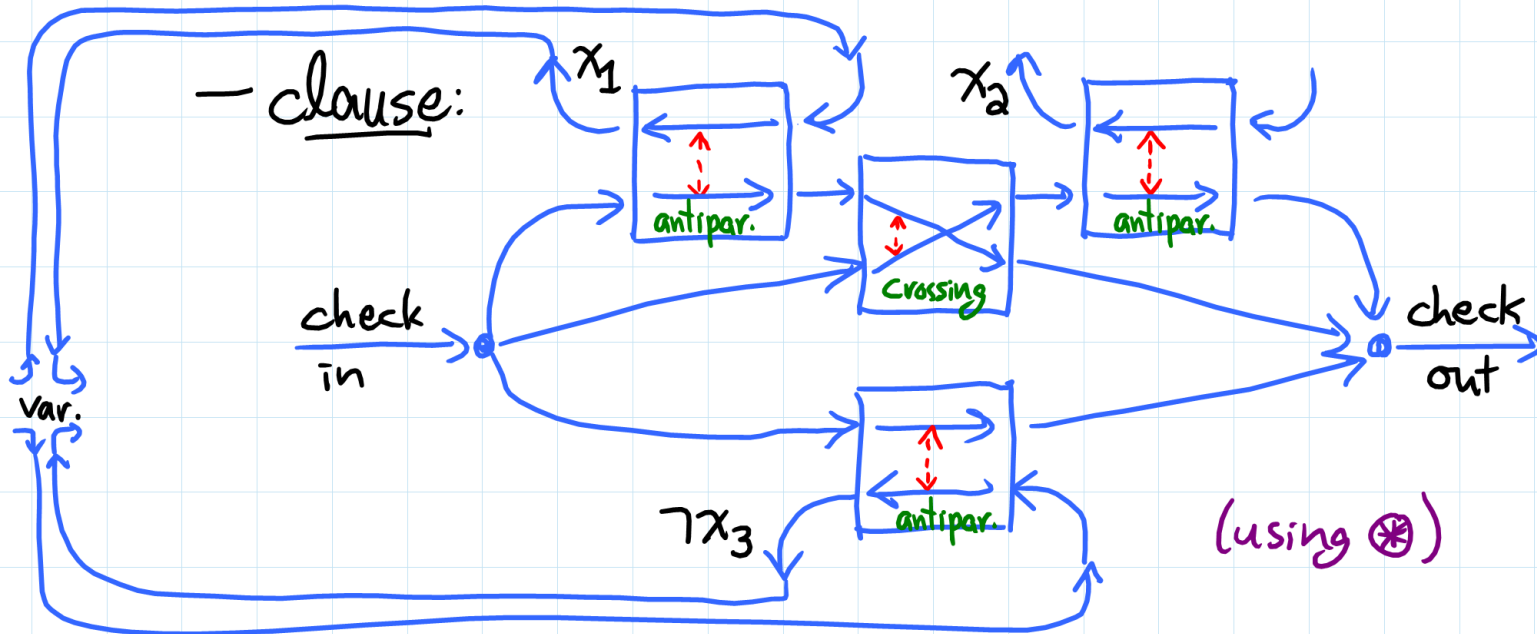 — clause:
x₁
x₂
antipar.
antipar.
crossing
check
in
check
out
var.
antipar.
¬x₃
(using ⊛)